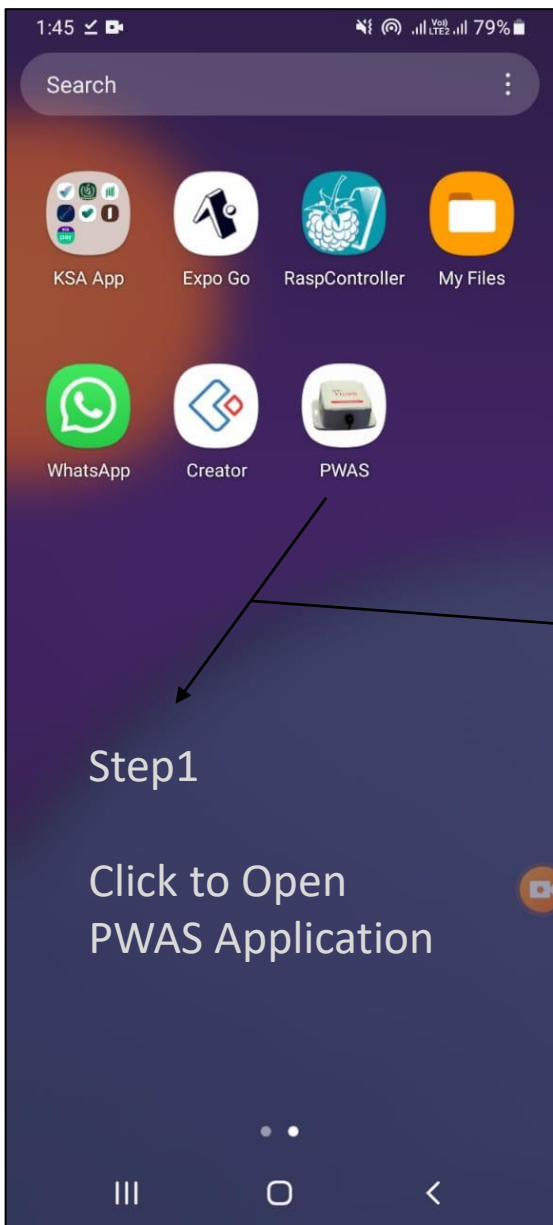 1:45
79%
Search
KSA App
Expo Go
RaspController
My Files
WhatsApp
Creator
PWAS
Step1
Click to Open
PWAS Application